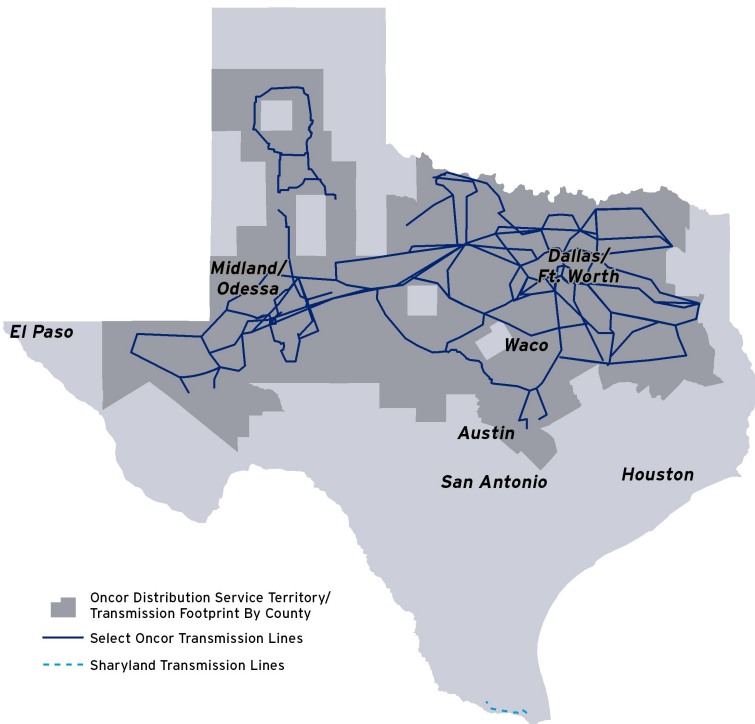 Midland/
Odessa
Dallas/
Ft. Worth
El Paso
Waco
Austin
San Antonio
Houston
Oncor Distribution Service Territory/
Transmission Footprint By County
Select Oncor Transmission Lines
Sharyland Transmission Lines